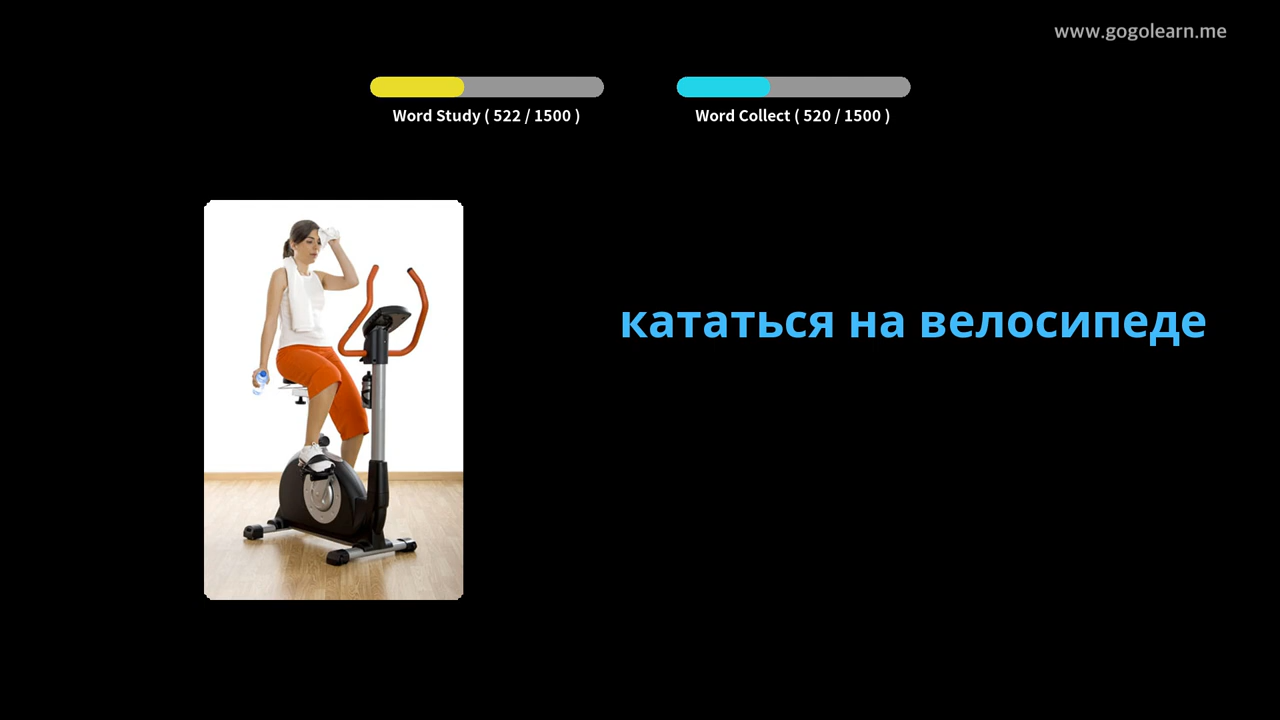 www.gogolearn.me
Word Study ( 522 / 1500 )
Word Collect ( 520 / 1500 )
кататься на велосипеде